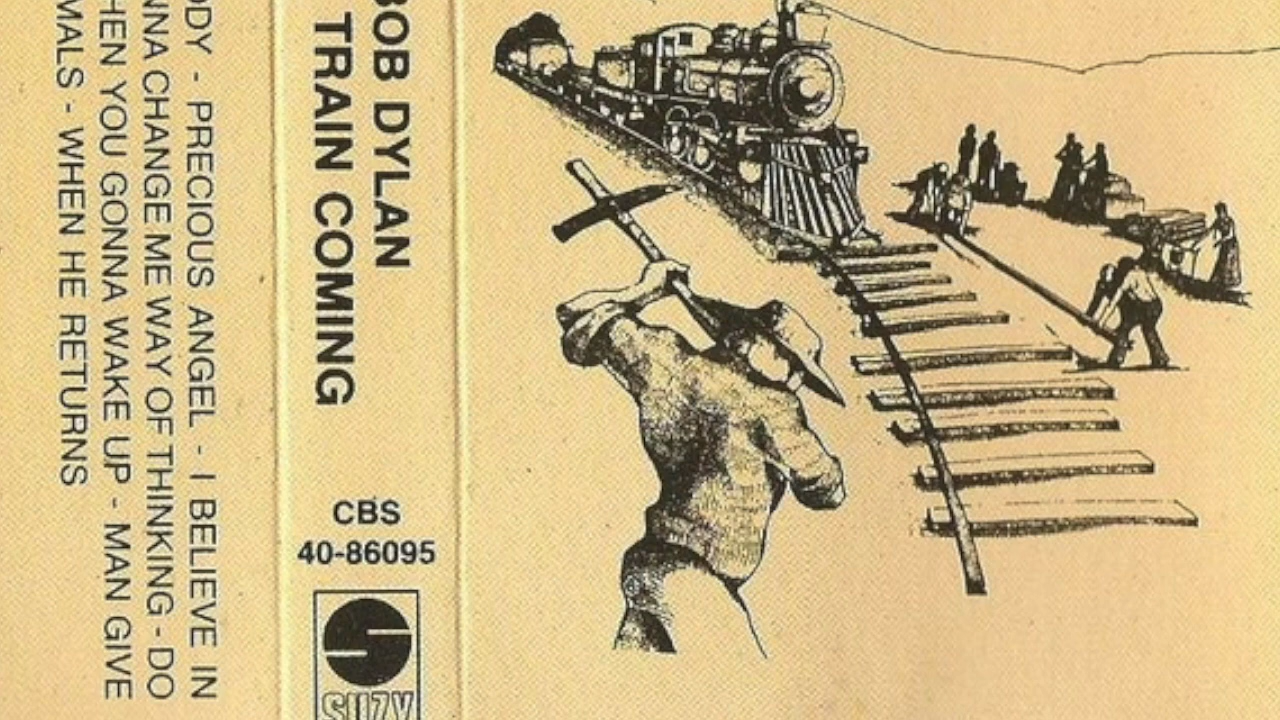 ODY - PRECIOUS ANGEL - I BELIEVE IN
NNA CHANGE ME WAY OF THINKING - DO
HEN YOU GONNA WAKE UP - MAN GIVE
MALS - WHEN HE RETURNS
BOB DYLAN
TRAIN COMING
CBS
40-86095
SUZY